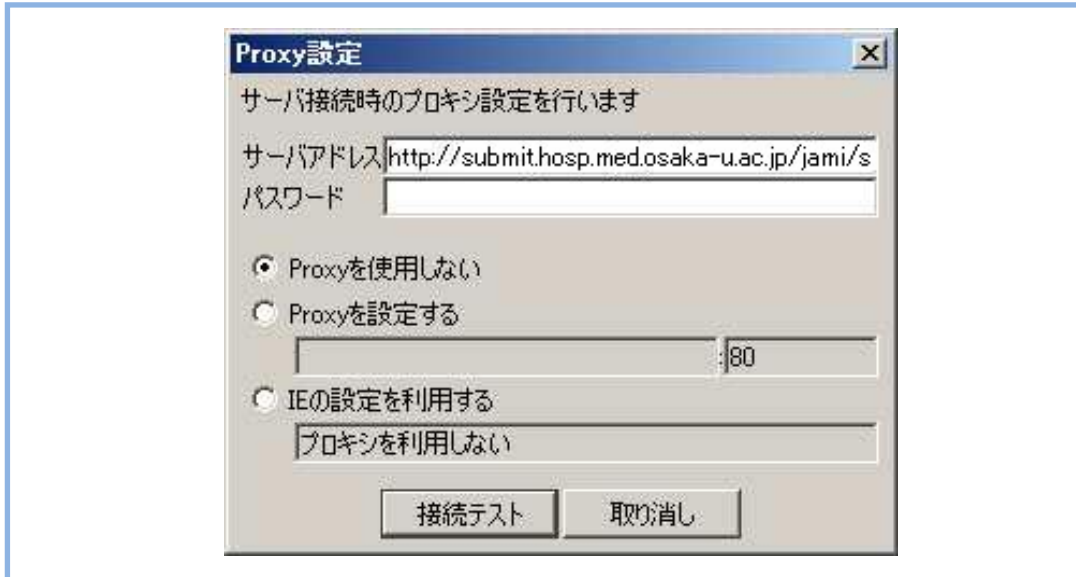 Proxy設定
サーバ接続時のプロキシ設定を行います
サーバアドレス http://submit.hosp.med.osaka-u.ac.jp/jami/s
パスワード
Proxyを使用しない
Proxyを設定する
:80
IEの設定を利用する
プロキシを利用しない
接続テスト 取り消し